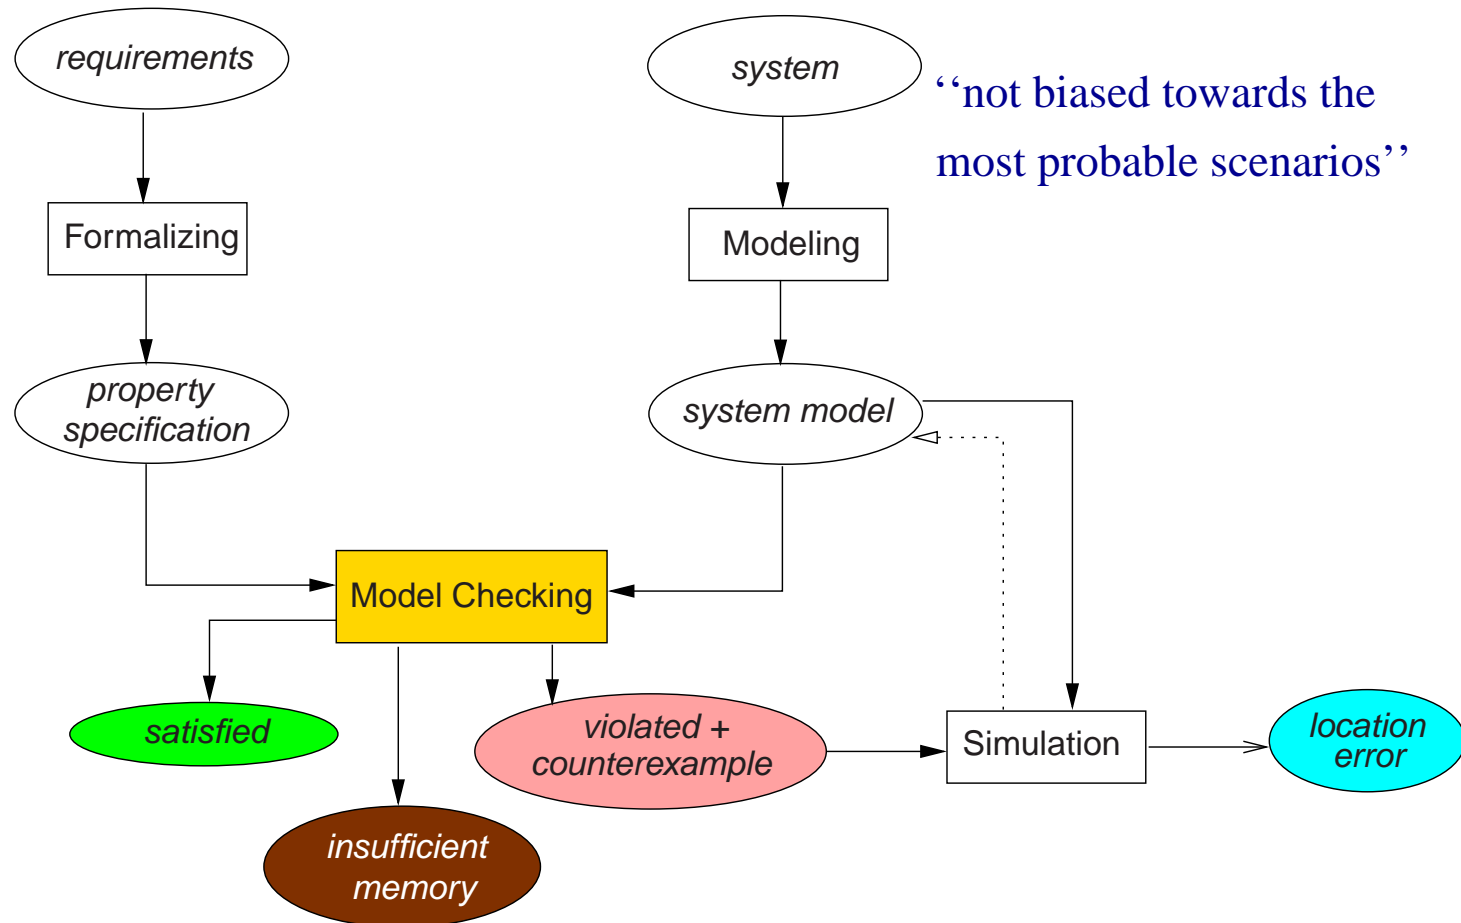 requirements
system
‘‘not biased towards the
most probable scenarios’’
Formalizing
Modeling
property
specification
system model
Model Checking
satisfied
violated +
counterexample
Simulation
location
error
insufficient
memory